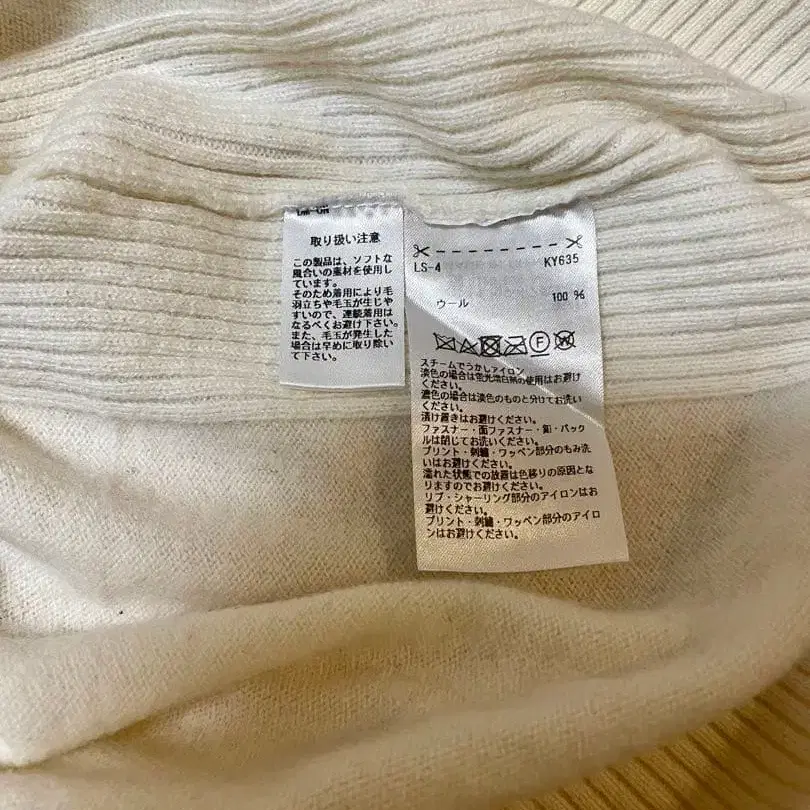 取り扱い注意
この製品は、ソフトな
風合いの素材を使用し
ています。
そのため着用により毛
羽立ちや毛玉が生じや
すいので、連続着用は
なるべくお避け下さい。
また、毛玉が発生した
場合は早めに取り除い
て下さい。
LS-4 KY635
ウール 100 %
スチームでうかしアイロン
淡色の場合は蛍光漂白剤の使用はお避け
ください。
濃色の場合は淡色のものと分けてお洗い
ください。
漬け置きはお避けください。
ファスナー・面ファスナー・釦・バック
ルは閉じてお洗いください。
プリント・刺繍・ワッペン部分のもみ洗
いはお避けください。
濡れた状態での放置は色移りの原因とな
りますのでお避けください。
リブ・シャーリング部分のアイロンはお
避けください。
プリント・刺繍・ワッペン部分のアイロ
ンはお避けください。